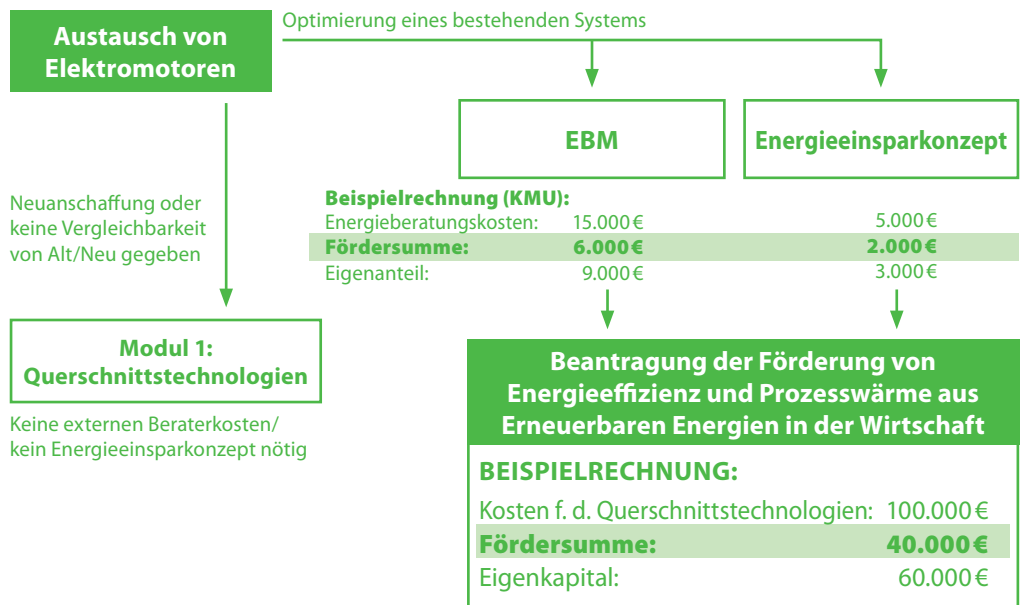 Austausch von
Elektromotoren
Optimierung eines bestehenden Systems
EBM
Energieeinsparkonzept
Neuanschaffung oder
keine Vergleichbarkeit
von Alt/Neu gegeben
Beispielrechnung (KMU):
Energieberatungskosten: 15.000 € 5.000 €
Fördersumme: 6.000 € 2.000 €
Eigenanteil: 9.000 € 3.000 €
Modul 1:
Querschnittstechnologien
Keine externen Beraterkosten/
kein Energieeinsparkonzept nötig
Beantragung der Förderung von
Energieeffizienz und Prozesswärme aus
Erneuerbaren Energien in der Wirtschaft
BEISPIELRECHNUNG:
Kosten f. d. Querschnittstechnologien: 100.000 €
Fördersumme: 40.000 €
Eigenkapital: 60.000 €